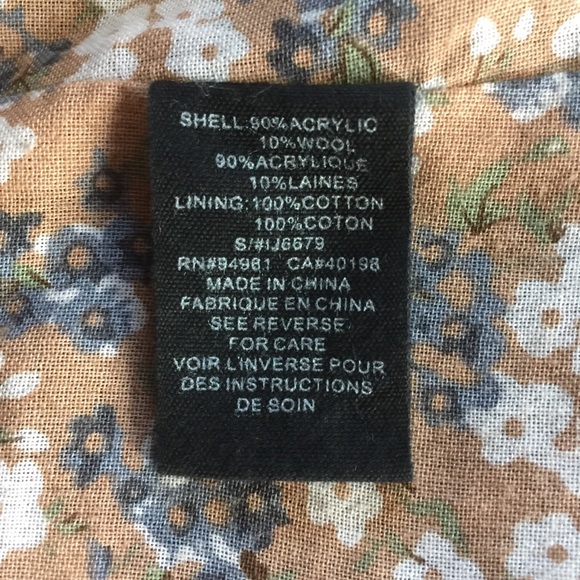 SHELL:90%ACRYLIC
10%WOOL
90%ACRYLIQUE
10%LAINES
LINING:100%COTTON
100%COTON
S/#IJ6679
RN#94961 CA#40198
MADE IN CHINA
FABRIQUE EN CHINA
SEE REVERSE
FOR CARE
VOIR L'INVERSE POUR
DES INSTRUCTIONS
DE SOIN